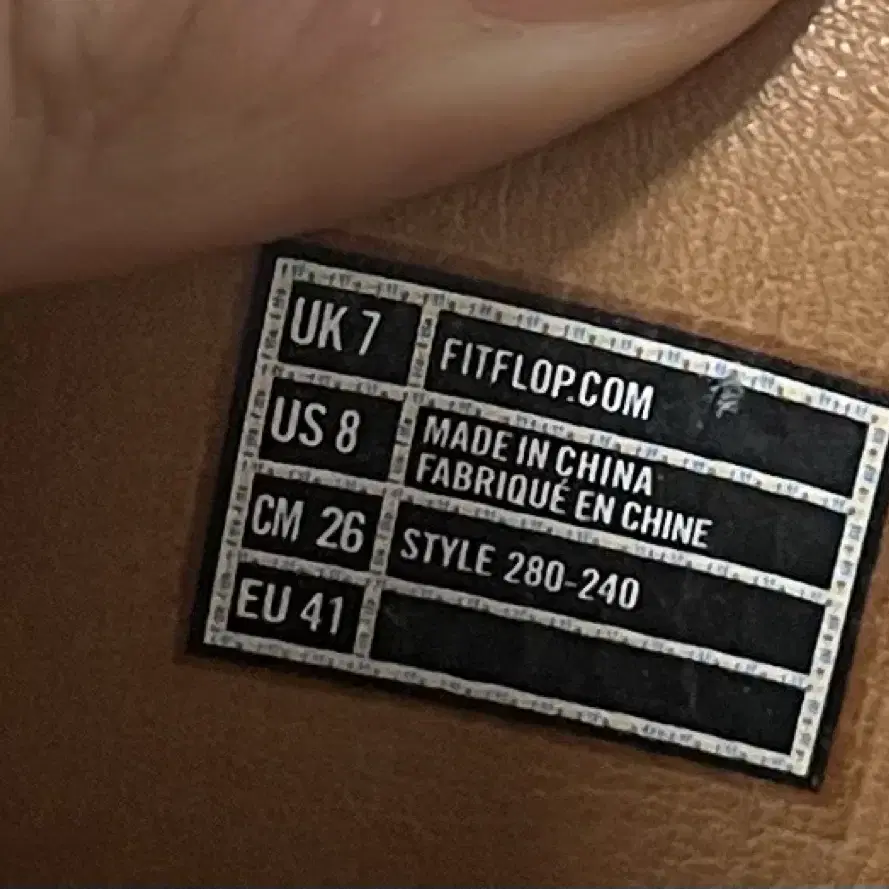 UK 7
FITFLOP.COM
US 8
MADE IN CHINA
FABRIQUÉ EN CHINE
CM 26
STYLE 280-240
EU 41